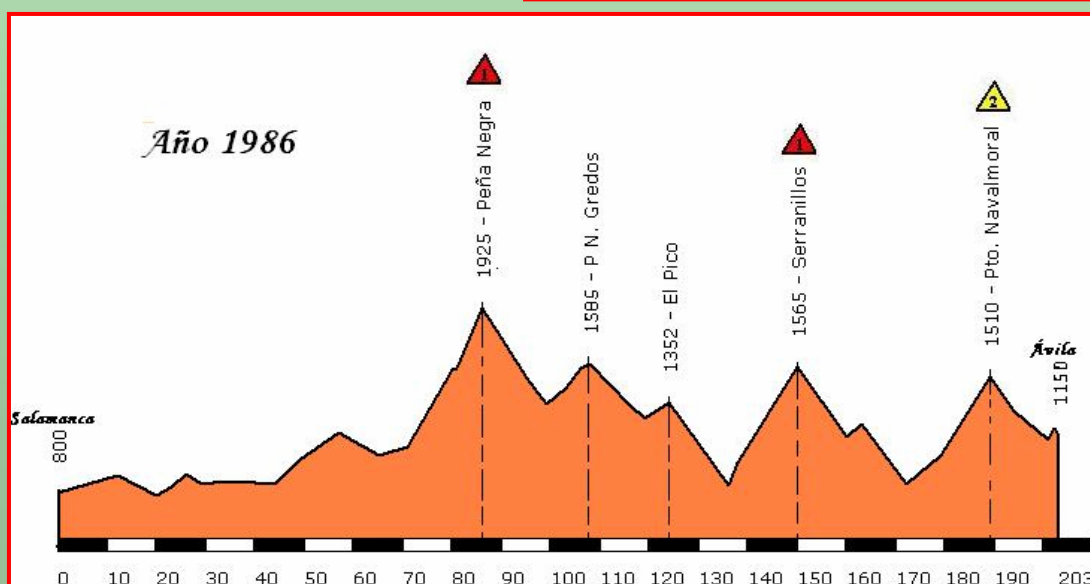 Año 1986
1
1
2
1925 - Peña Negra
1586 - P N. Gredos
1352 - El Pico
1565 - Serranillos
1510 - Pto. Navalmoral
Ávila
1150
Salamanca
800
0 10 20 30 40 60 70 80 90 100 110 120 130 140 150 160 170 180 190 203